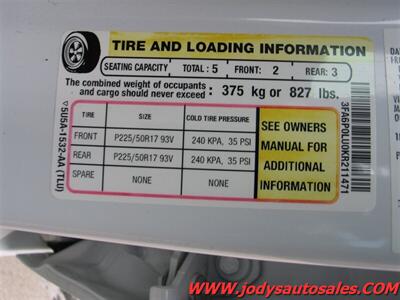 TIRE AND LOADING INFORMATION
SEATING CAPACITY TOTAL: 5 FRONT: 2 REAR: 3
The combined weight of occupants
and cargo should never exceed : 375 kg or 827 lbs.
TIRE SIZE COLD TIRE PRESSURE
FRONT P225/50R17 93V 240 KPA, 35 PSI
REAR P225/50R17 93V 240 KPA, 35 PSI
SPARE NONE NONE
SEE OWNERS
MANUAL FOR
ADDITIONAL
INFORMATION
5U5A-1532-AA (TLU)
3FA6P0LU0KR211471
www.jodysautosales.com